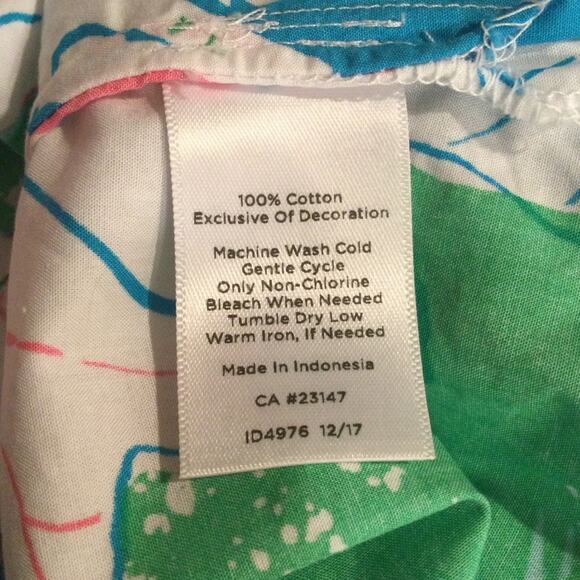 100% Cotton
Exclusive Of Decoration
Machine Wash Cold
Gentle Cycle
Only Non-Chlorine
Bleach When Needed
Tumble Dry Low
Warm Iron, If Needed
Made In Indonesia
CA #23147
ID4976 12/17